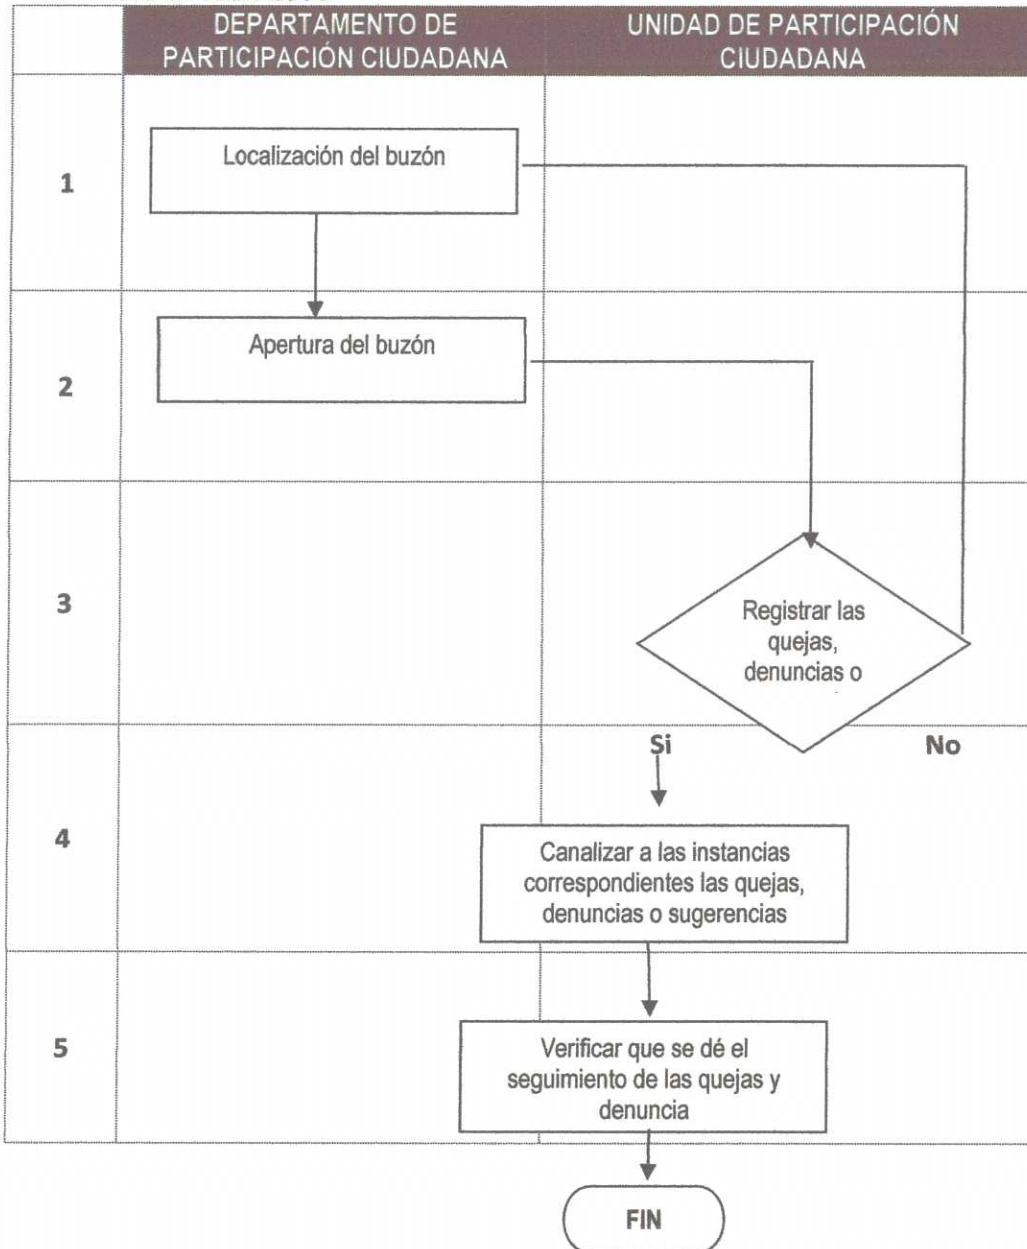 DEPARTAMENTO DE
PARTICIPACIÓN CIUDADANA
UNIDAD DE PARTICIPACIÓN
CIUDADANA
1
Localización del buzón
2
Apertura del buzón
3
Registrar las
quejas,
denuncias o
Si
No
4
Canalizar a las instancias
correspondientes las quejas,
denuncias o sugerencias
5
Verificar que se dé el
seguimiento de las quejas y
denuncia
FIN